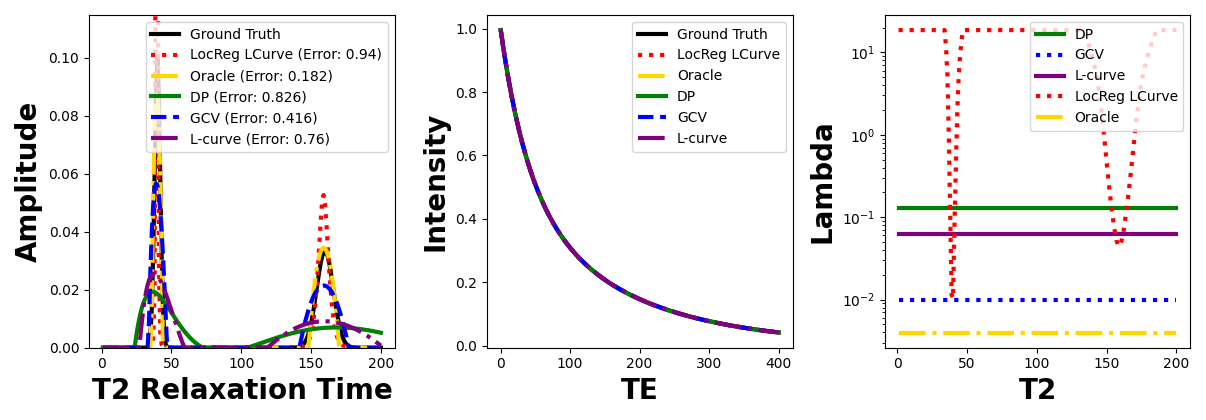 Amplitude
0.00
0.02
0.04
0.06
0.08
0.10
0
50
100
150
200
T2 Relaxation Time
Ground Truth
LocReg LCurve (Error: 0.94)
Oracle (Error: 0.182)
DP (Error: 0.826)
GCV (Error: 0.416)
L-curve (Error: 0.76)
Intensity
0.0
0.2
0.4
0.6
0.8
1.0
0
100
200
300
400
TE
Ground Truth
LocReg LCurve
Oracle
DP
GCV
L-curve
Lambda
10⁻²
10⁻¹
10⁰
10¹
0
50
100
150
200
T2
DP
GCV
L-curve
LocReg LCurve
Oracle